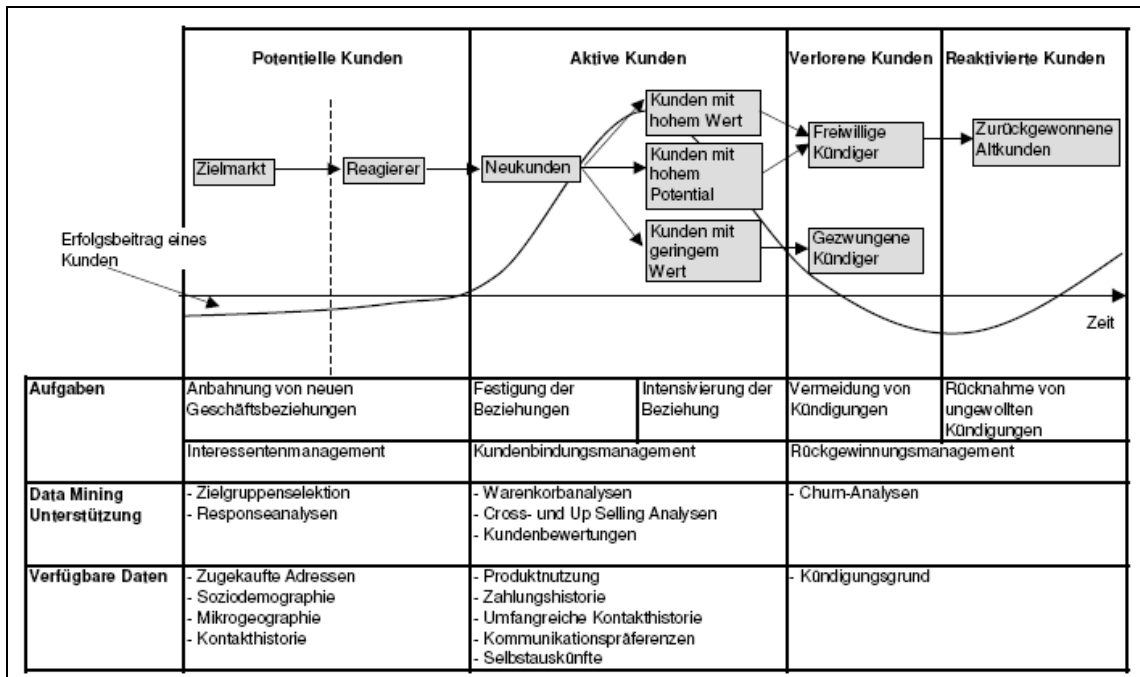 Potentielle Kunden
Aktive Kunden
Verlorene Kunden
Reaktivierte Kunden
Zielmarkt
Reagierer
Neukunden
Kunden mit
hohem Wert
Kunden mit
hohem
Potential
Kunden mit
geringem
Wert
Freiwillige
Kündiger
Gezwungene
Kündiger
Zurückgewonnene
Altkunden
Erfolgsbeitrag eines
Kunden
Zeit
Aufgaben
Anbahnung von neuen
Geschäftsbeziehungen
Festigung der
Beziehungen
Intensivierung der
Beziehung
Vermeidung von
Kündigungen
Rücknahme von
ungewollten
Kündigungen
Interessentenmanagement
Kundenbindungsmanagement
Rückgewinnungsmanagement
Data Mining
Unterstützung
- Zielgruppenselektion
- Responseanalysen
- Warenkorbanalysen
- Cross- und Up Selling Analysen
- Kundenbewertungen
- Churn-Analysen
Verfügbare Daten
- Zugekaufte Adressen
- Soziodemographie
- Mikrogeographie
- Kontakthistorie
- Produktnutzung
- Zahlungshistorie
- Umfangreiche Kontakthistorie
- Kommunikationspräferenzen
- Selbstauskünfte
- Kündigungsgrund